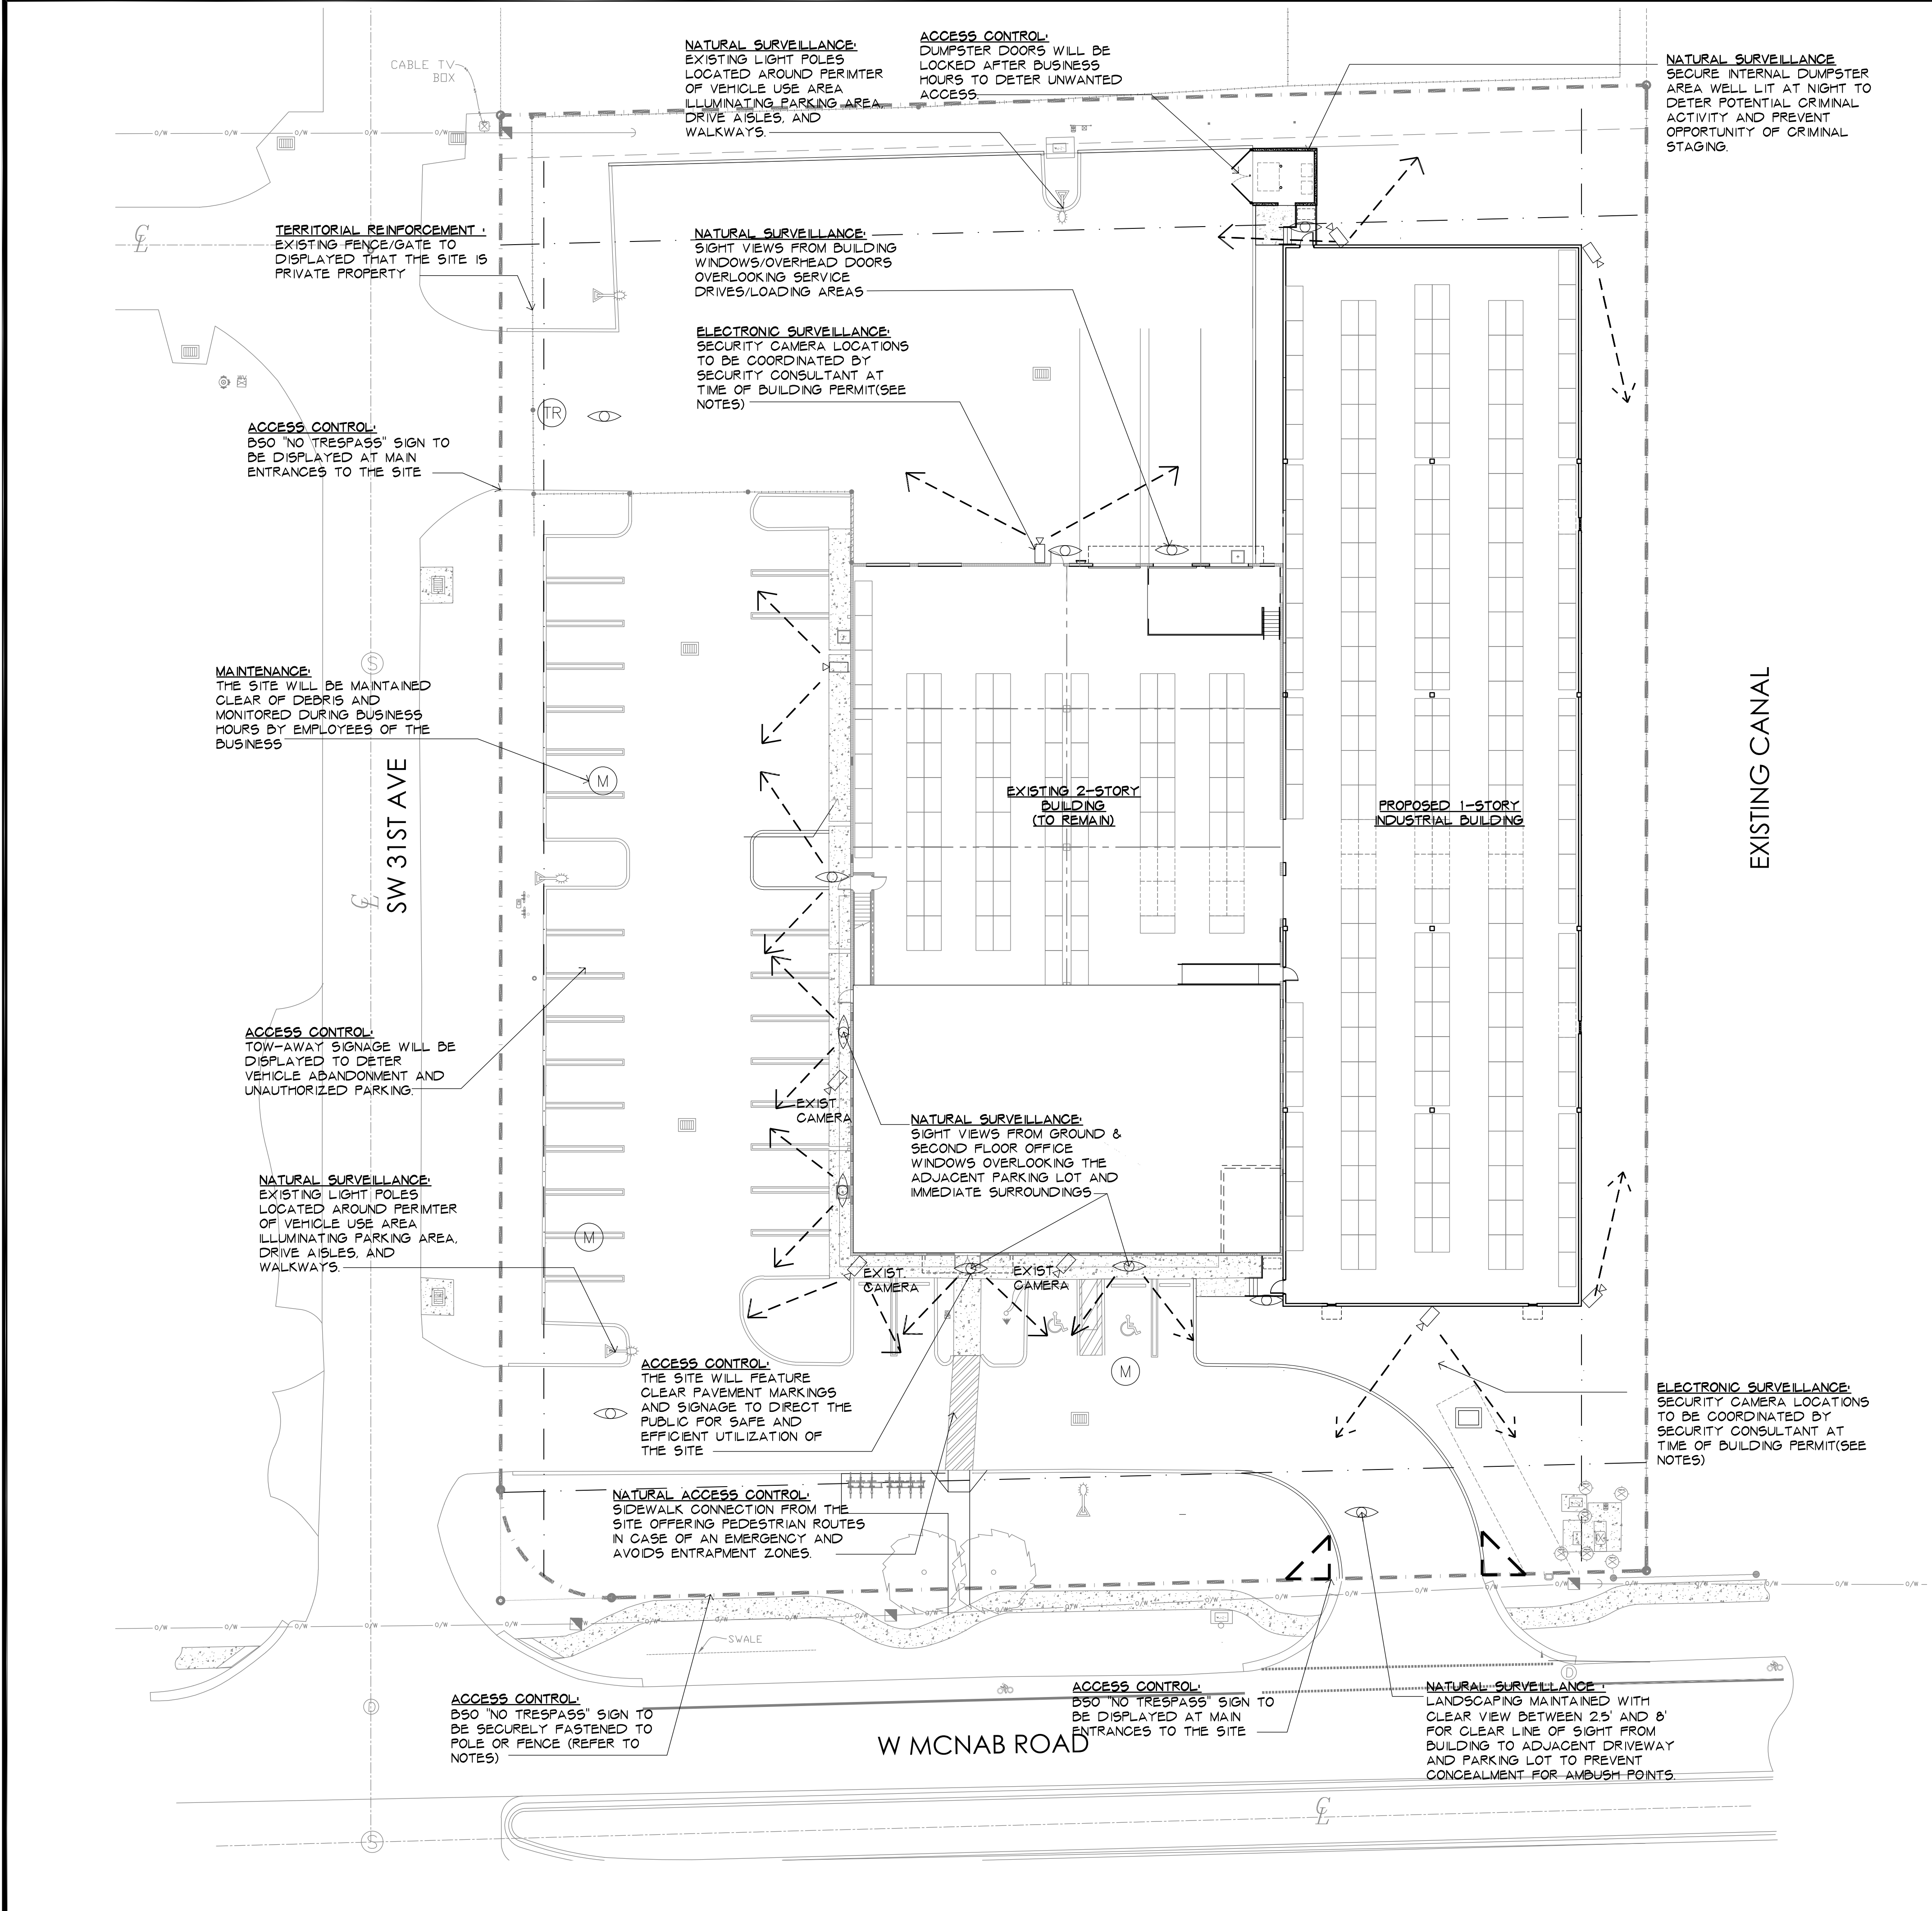 NATURAL SURVEILLANCE:
EXISTING LIGHT POLES
LOCATED AROUND PERIMTER
OF VEHICLE USE AREA
ILLUMINATING PARKING AREA,
DRIVE AISLES, AND
WALKWAYS.
ACCESS CONTROL:
DUMPSTER DOORS WILL BE
LOCKED AFTER BUSINESS
HOURS TO DETER UNWANTED
ACCESS.
NATURAL SURVEILLANCE
SECURE INTERNAL DUMPSTER
AREA WELL LIT AT NIGHT TO
DETER POTENTIAL CRIMINAL
ACTIVITY AND PREVENT
OPPORTUNITY OF CRIMINAL
STAGING.
CABLE TV
BOX
O/W O/W O/W O/W O/W O/W
TERRITORIAL REINFORCEMENT :
EXISTING FENCE/GATE TO
DISPLAYED THAT THE SITE IS
PRIVATE PROPERTY
NATURAL SURVEILLANCE:
SIGHT VIEWS FROM BUILDING
WINDOWS/OVERHEAD DOORS
OVERLOOKING SERVICE
DRIVES/LOADING AREAS
ELECTRONIC SURVEILLANCE:
SECURITY CAMERA LOCATIONS
TO BE COORDINATED BY
SECURITY CONSULTANT AT
TIME OF BUILDING PERMIT(SEE
NOTES)
TR
ACCESS CONTROL:
BSO "NO TRESPASS" SIGN TO
BE DISPLAYED AT MAIN
ENTRANCES TO THE SITE
S
MAINTENANCE:
THE SITE WILL BE MAINTAINED
CLEAR OF DEBRIS AND
MONITORED DURING BUSINESS
HOURS BY EMPLOYEES OF THE
BUSINESS
M
SW 31ST AVE
EXISTING 2-STORY
BUILDING
(TO REMAIN)
PROPOSED 1-STORY
INDUSTRIAL BUILDING
EXISTING CANAL
ACCESS CONTROL:
TOW-AWAY SIGNAGE WILL BE
DISPLAYED TO DETER
VEHICLE ABANDONMENT AND
UNAUTHORIZED PARKING.
EXIST.
CAMERA
NATURAL SURVEILLANCE:
SIGHT VIEWS FROM GROUND &
SECOND FLOOR OFFICE
WINDOWS OVERLOOKING THE
ADJACENT PARKING LOT AND
IMMEDIATE SURROUNDINGS
NATURAL SURVEILLANCE:
EXISTING LIGHT POLES
LOCATED AROUND PERIMTER
OF VEHICLE USE AREA
ILLUMINATING PARKING AREA,
DRIVE AISLES, AND
WALKWAYS.
M
EXIST.
CAMERA
EXIST.
CAMERA
ACCESS CONTROL:
THE SITE WILL FEATURE
CLEAR PAVEMENT MARKINGS
AND SIGNAGE TO DIRECT THE
PUBLIC FOR SAFE AND
EFFICIENT UTILIZATION OF
THE SITE
M
ELECTRONIC SURVEILLANCE:
SECURITY CAMERA LOCATIONS
TO BE COORDINATED BY
SECURITY CONSULTANT AT
TIME OF BUILDING PERMIT(SEE
NOTES)
NATURAL ACCESS CONTROL:
SIDEWALK CONNECTION FROM THE
SITE OFFERING PEDESTRIAN ROUTES
IN CASE OF AN EMERGENCY AND
AVOIDS ENTRAPMENT ZONES.
SWALE
D
D
ACCESS CONTROL:
BSO "NO TRESPASS" SIGN TO
BE SECURELY FASTENED TO
POLE OR FENCE (REFER TO
NOTES)
W MCNAB ROAD
ACCESS CONTROL:
BSO "NO TRESPASS" SIGN TO
BE DISPLAYED AT MAIN
ENTRANCES TO THE SITE
NATURAL SURVEILLANCE :
LANDSCAPING MAINTAINED WITH
CLEAR VIEW BETWEEN 2.5' AND 8'
FOR CLEAR LINE OF SIGHT FROM
BUILDING TO ADJACENT DRIVEWAY
AND PARKING LOT TO PREVENT
CONCEALMENT FOR AMBUSH POINTS.
S